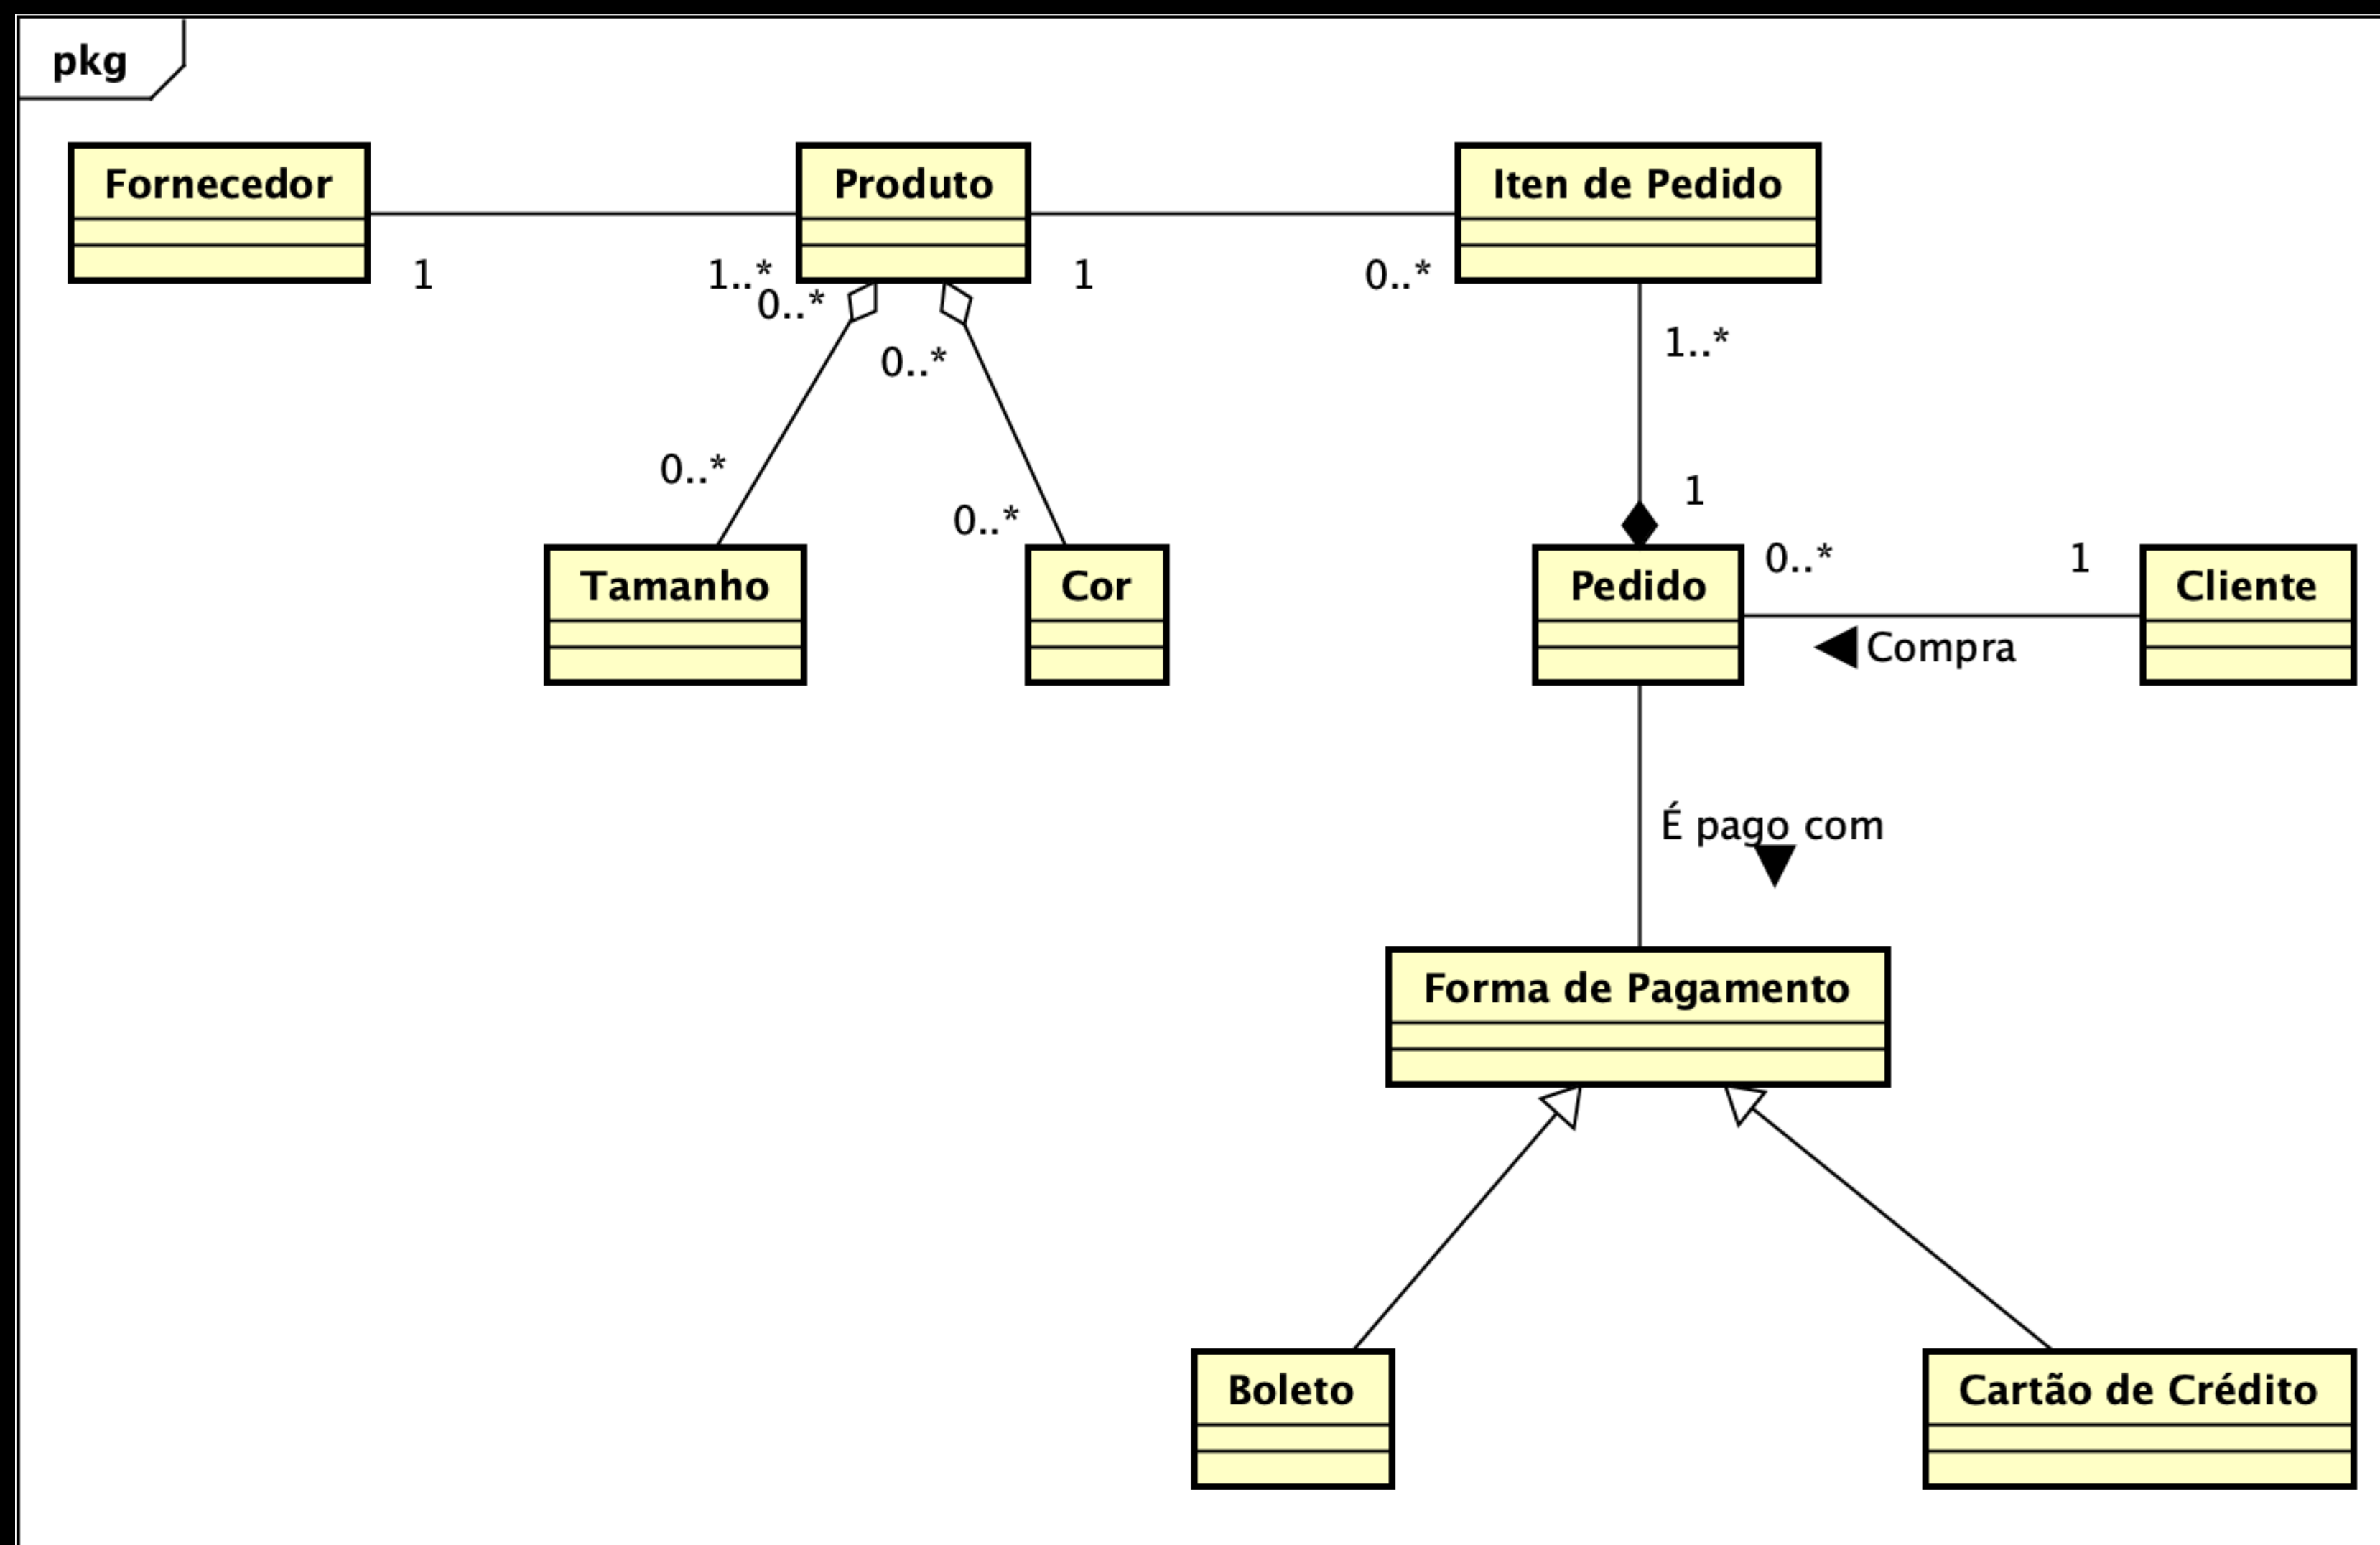 pkg
Fornecedor
Produto
Iten de Pedido
1
1..*
1
0..*
0..*
0..*
1..*
0..*
0..*
1
Tamanho
Cor
Pedido
0..*
1
Cliente
Compra
É pago com
Forma de Pagamento
Boleto
Cartão de Crédito